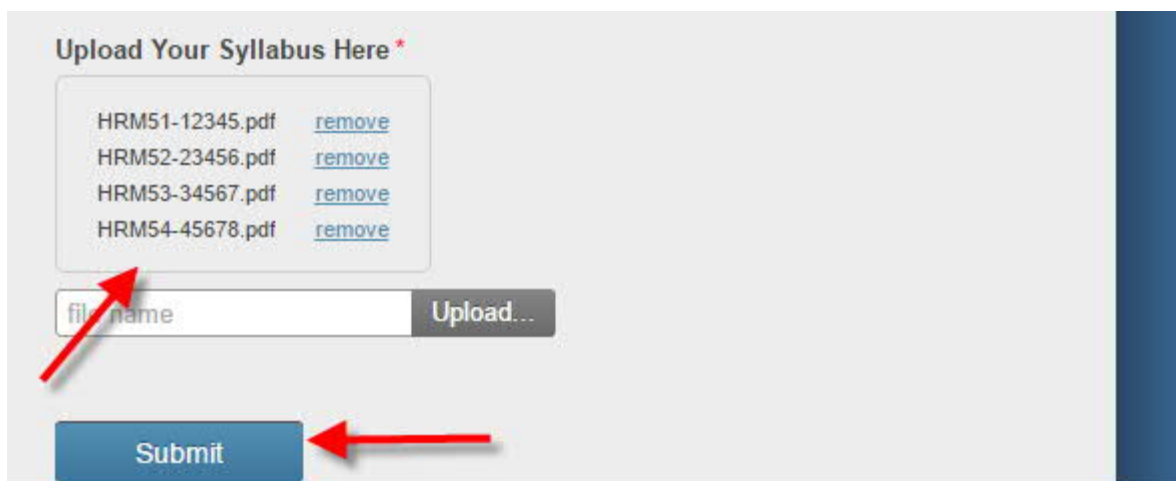 Upload Your Syllabus Here *
HRM51-12345.pdf remove
HRM52-23456.pdf remove
HRM53-34567.pdf remove
HRM54-45678.pdf remove
file name Upload...
Submit